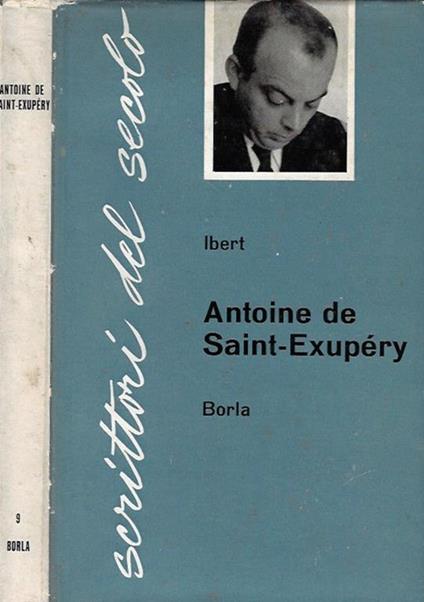 ANTOINE DE
SAINT-EXUPÉRY
9
BORLA
scrittori del secolo
Ibert
Antoine de
Saint-Exupéry
Borla